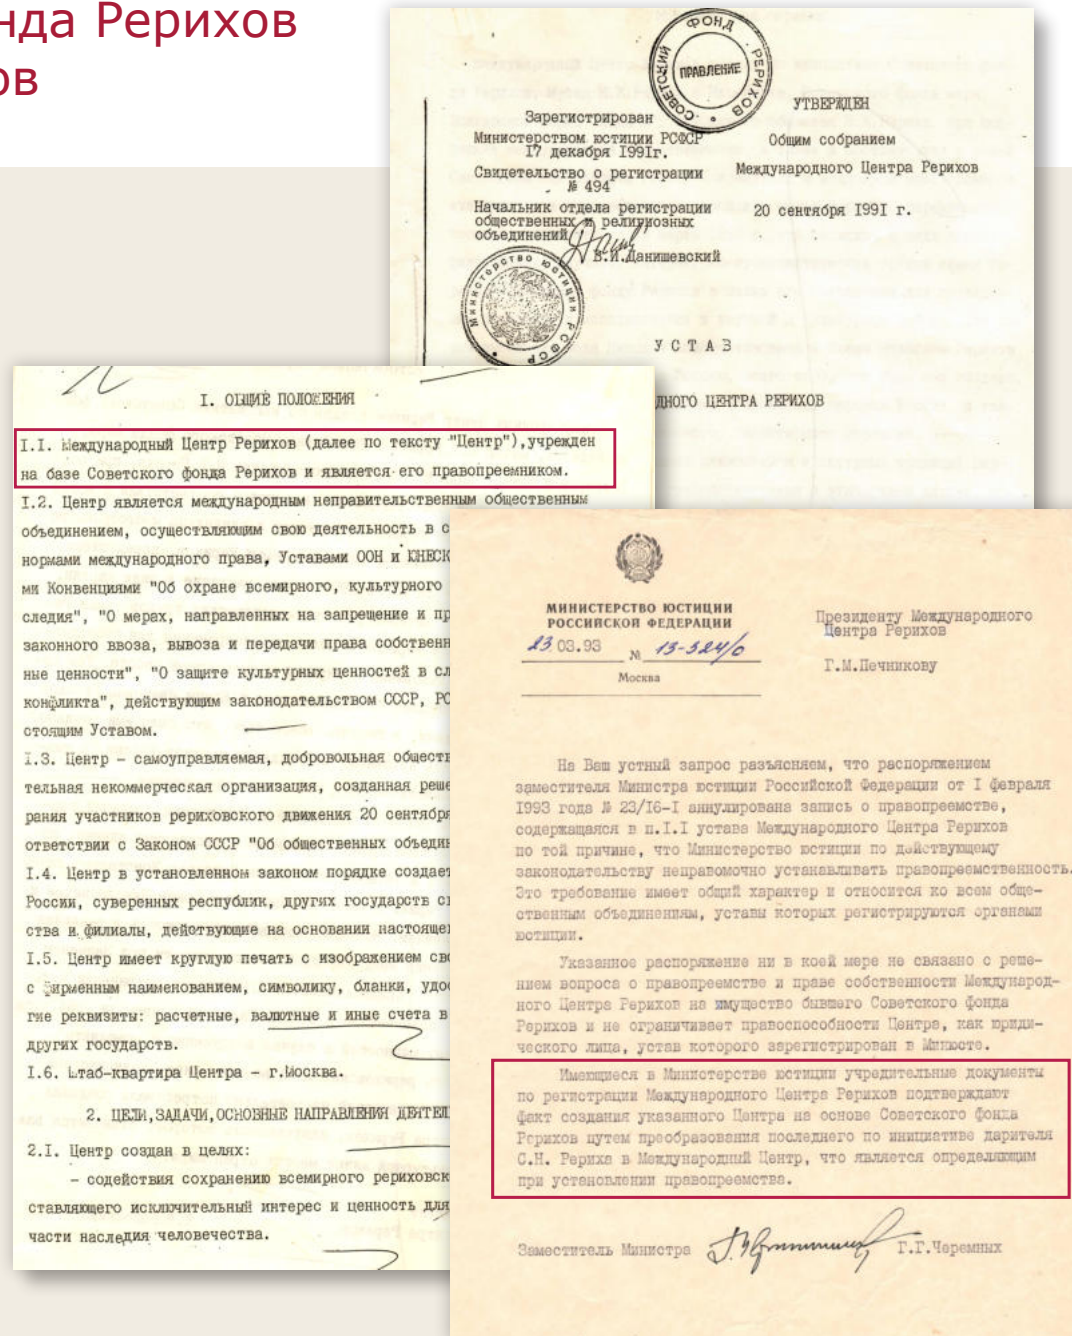 нда Рерихов
ов
СОВЕТСКИЙ ФОНД РЕРИХОВ
ПРАВЛЕНИЕ
Зарегистрирован
Министерством юстиции РСФСР
17 декабря 1991г.
Свидетельство о регистрации
№ 494
Начальник отдела регистрации
общественных и религиозных
объединений
В.И.Данишевский
Министерство юстиции РСФСР
УТВЕРЖДЕН
Общим собранием
Международного Центра Рерихов
20 сентября 1991 г.
УСТАВ
ДНОГО ЦЕНТРА РЕРИХОВ
I. ОБЩИЕ ПОЛОЖЕНИЯ
I.I. Международный Центр Рерихов (далее по тексту "Центр"),учрежден
на базе Советского фонда Рерихов и является его правопреемником.
I.2. Центр является международным неправительственным общественным
объединением, осуществляющим свою деятельность в с
нормами международного права, Уставами ООН и ЮНЕСК
ми Конвенциями "Об охране всемирного, культурного
следия", "О мерах, направленных на запрещение и пр
законного ввоза, вывоза и передачи права собственн
ные ценности", "О защите культурных ценностей в сл
конфликта", действующим законодательством СССР, РС
стоящим Уставом.
I.3. Центр – самоуправляемая, добровольная обществ
тельная некоммерческая организация, созданная реше
рания участников рериховского движения 20 сентября
ответствии с Законом СССР "Об общественных объедин
I.4. Центр в установленном законом порядке создает
России, суверенных республик, других государств с
ства и филиалы, действующие на основании настояще
I.5. Центр имеет круглую печать с изображением сво
с фирменным наименованием, символику, бланки, удос
гие реквизиты: расчетные, валютные и иные счета в
других государств.
I.6. Штаб-квартира Центра – г.Москва.
2. ЦЕЛИ,ЗАДАЧИ,ОСНОВНЫЕ НАПРАВЛЕНИЯ ДЕЯТЕЛ
2.I. Центр создан в целях:
– содействия сохранению всемирного рериховск
ставляющего исключительный интерес и ценность для
части наследия человечества.
МИНИСТЕРСТВО ЮСТИЦИИ
РОССИЙСКОЙ ФЕДЕРАЦИИ
23.03.93 № 13-324/6
Москва
Президенту Международного
Центра Рерихов
Г.М.Печникову
На Ваш устный запрос разъясняем, что распоряжением
заместителя Министра юстиции Российской Федерации от I февраля
1993 года № 23/16-I аннулирована запись о правопреемстве,
содержащаяся в п.I.I устава Международного Центра Рерихов
по той причине, что Министерство юстиции по действующему
законодательству неправомочно устанавливать правопреемственность.
Это требование имеет общий характер и относится ко всем обще-
ственным объединениям, уставы которых регистрируются органами
юстиции.
Указанное распоряжение ни в коей мере не связано с реше-
нием вопроса о правопреемстве и праве собственности Международ-
ного Центра Рерихов на имущество бывшего Советского фонда
Рерихов и не ограничивает правоспособности Центра, как юриди-
ческого лица, устав которого зарегистрирован в Минюсте.
Имеющиеся в Министерстве юстиции учредительные документы
по регистрации Международного Центра Рерихов подтверждают
факт создания указанного Центра на основе Советского фонда
Рерихов путем преобразования последнего по инициативе дарителя
С.Н. Рериха в Международный Центр, что является определяющим
при установлении правопреемства.
Заместитель Министра
Г.Г.Черемных